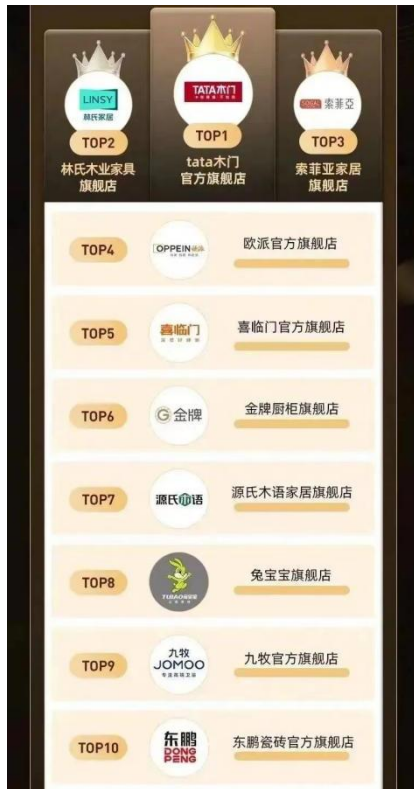 LINSY
林氏家居
TOP2
林氏木业家具
旗舰店
TATA木门
TOP1
tata木门
官方旗舰店
SOGAL 索菲亞
TOP3
索菲亚家居
旗舰店
TOP4
OPPEIN欧派
欧派官方旗舰店
TOP5
喜临门
喜临门官方旗舰店
TOP6
金牌
金牌厨柜旗舰店
TOP7
源氏木语
源氏木语家居旗舰店
TOP8
兔宝宝旗舰店
TOP9
九牧
JOMOO
九牧官方旗舰店
TOP10
东鹏
DONG
PENG
东鹏瓷砖官方旗舰店